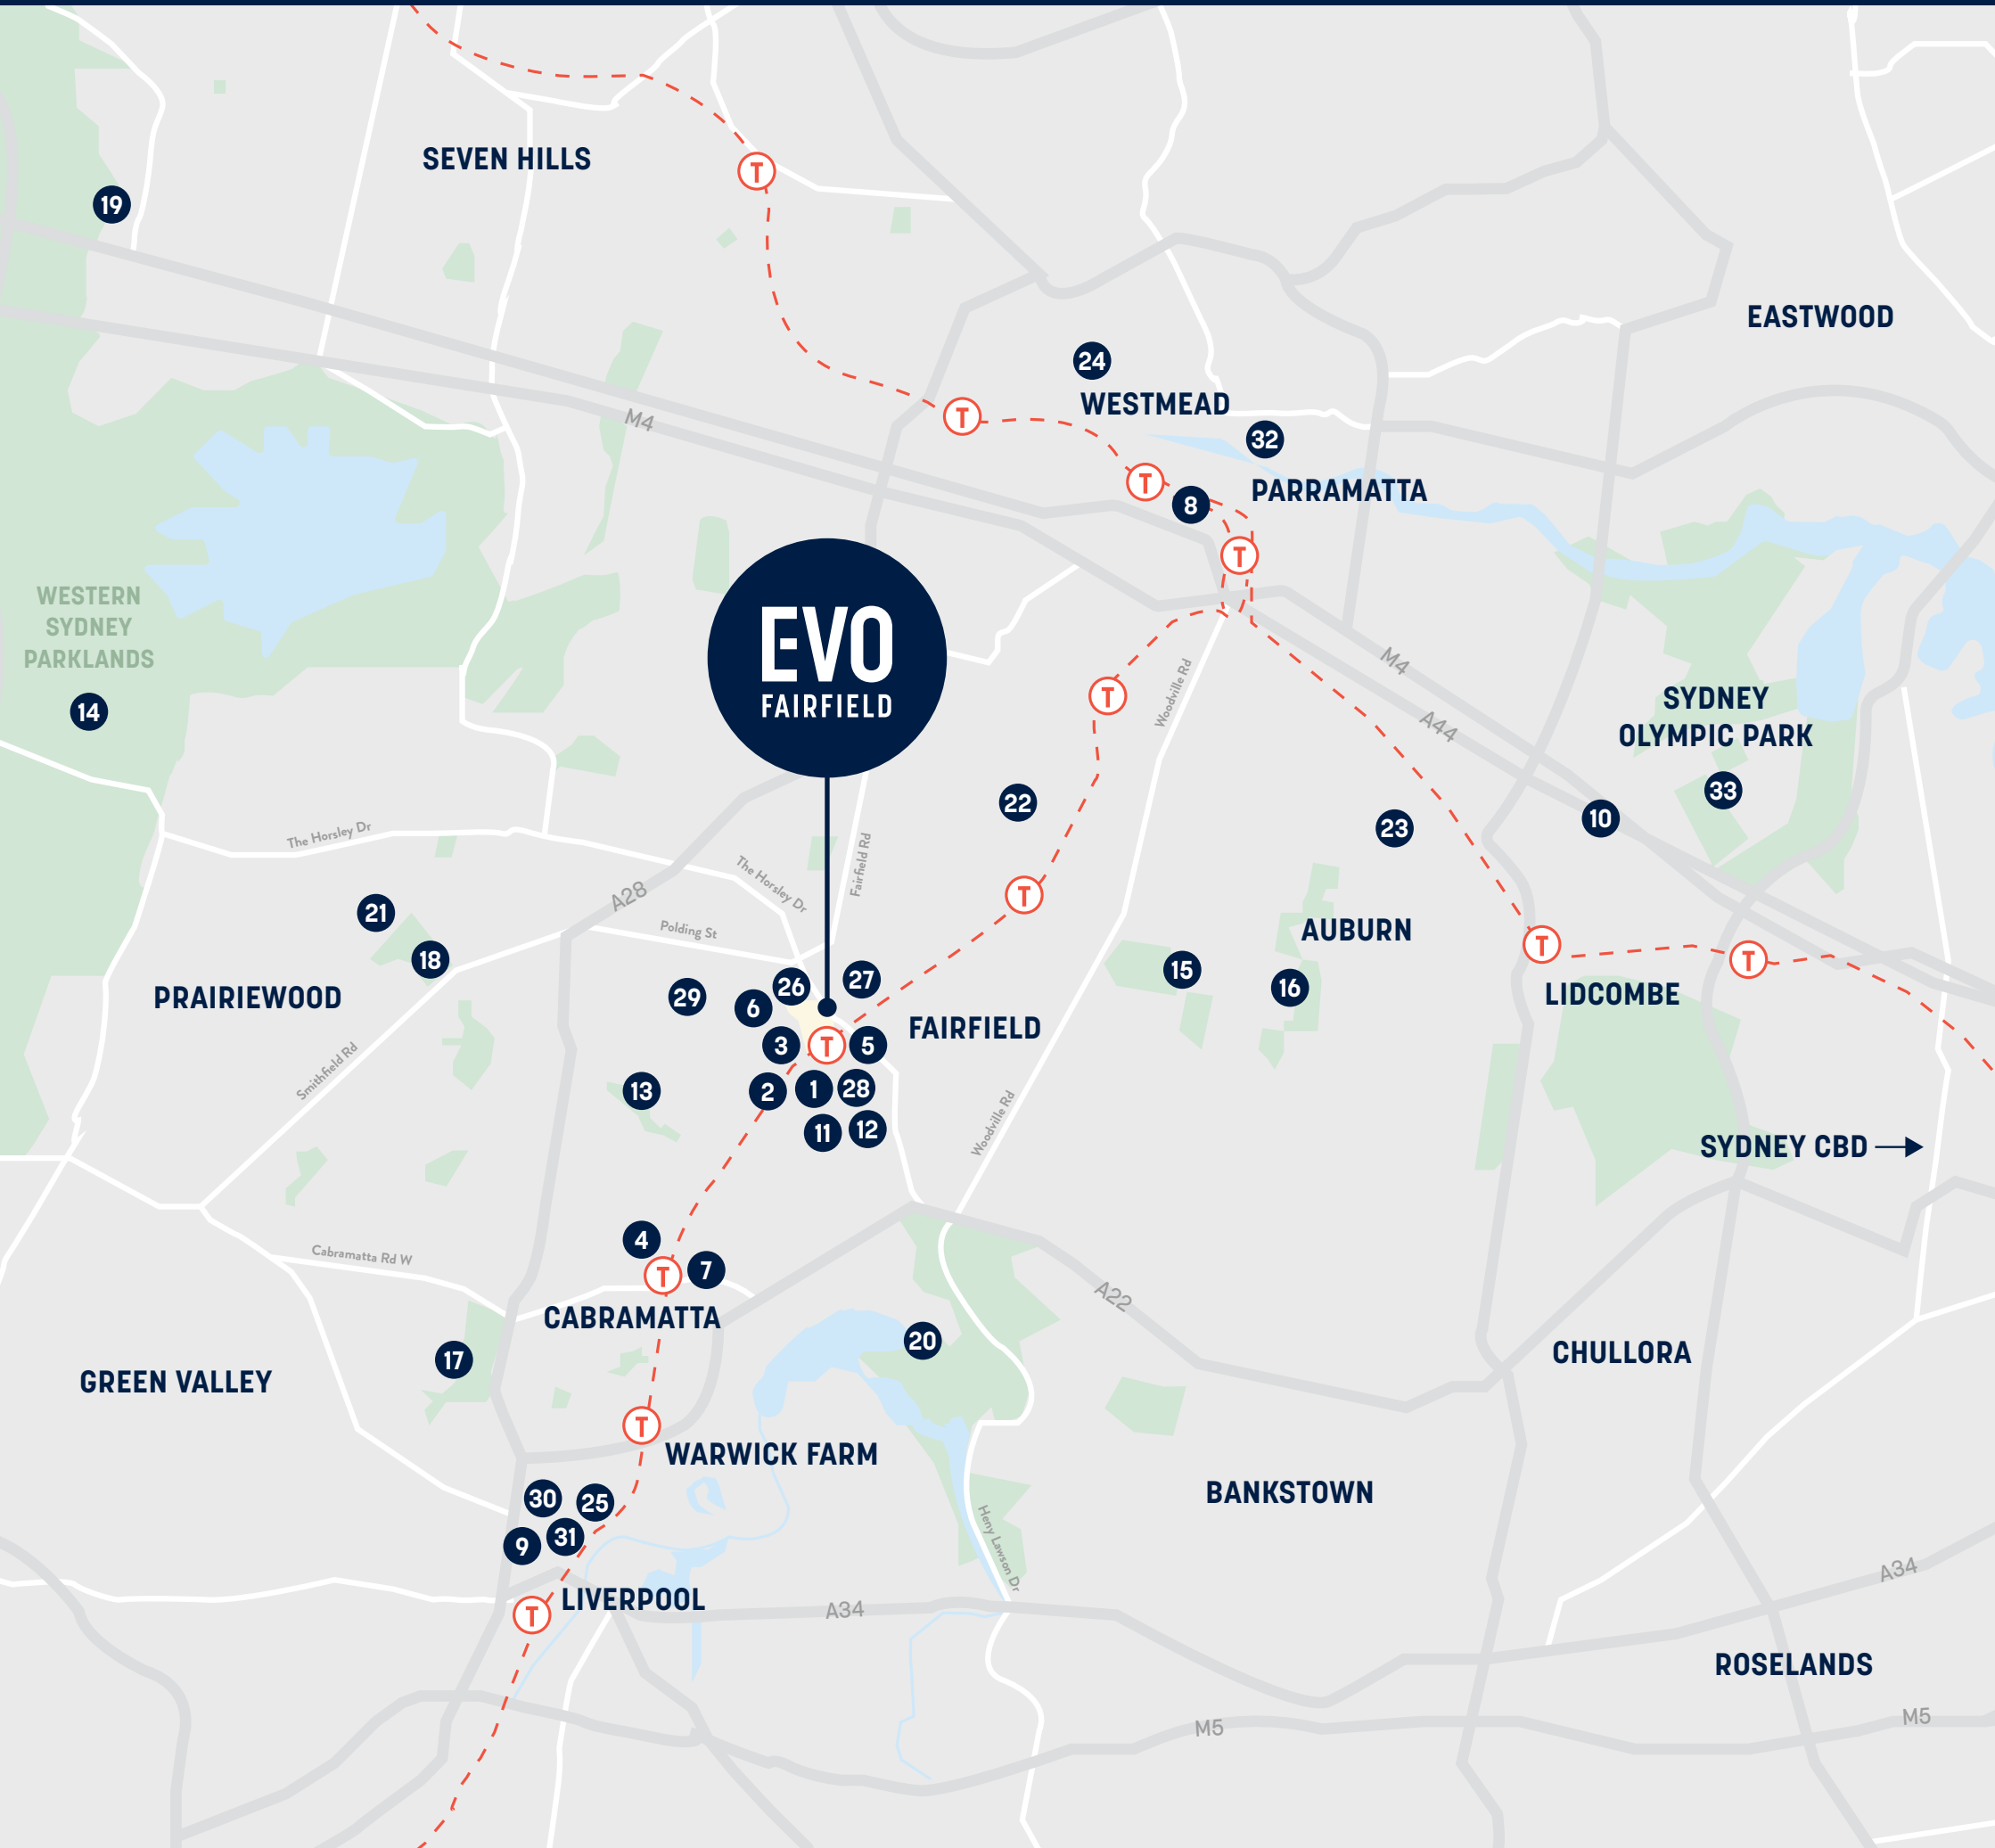 T
SEVEN HILLS
19
EASTWOOD
24
WESTMEAD
M4
T
32
T
PARRAMATTA
8
T
WESTERN
SYDNEY
PARKLANDS
14
EVO
FAIRFIELD
T
Woodville Rd
M4
A44
SYDNEY
OLYMPIC PARK
33
22
23
10
The Horsley Dr
The Horsley Dr
Fairfield Rd
A28
T
21
Polding St
18
AUBURN
T
T
PRAIRIEWOOD
29
26
27
6
15
16
LIDCOMBE
FAIRFIELD
3
T
5
Smithfield Rd
13
2
1
28
11
12
Woodville Rd
SYDNEY CBD
4
T
7
Cabramatta Rd W
A22
CABRAMATTA
20
17
GREEN VALLEY
CHULLORA
T
WARWICK FARM
BANKSTOWN
30
25
9
31
Heny Lawson Dr
A34
T
LIVERPOOL
A34
ROSELANDS
M5
M5